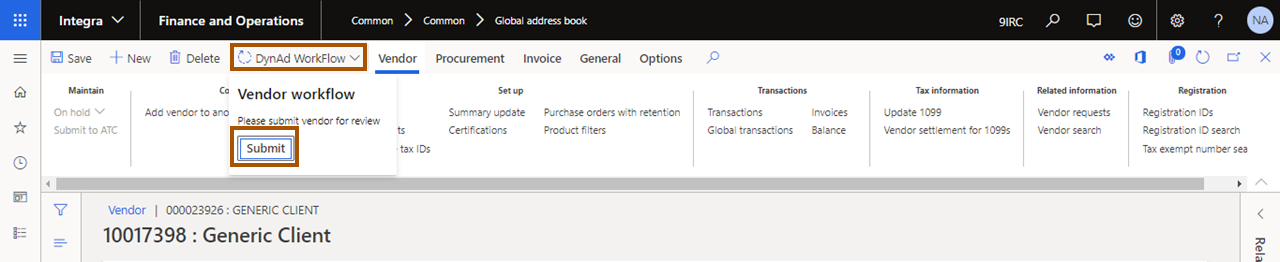 Integra Finance and Operations Common Common Global address book 9IRC ? NA
Save New Delete DynAd WorkFlow Vendor Procurement Invoice General Options 0
Maintain
On hold
Submit to ATC
Co
Add vendor to ano
Vendor workflow
Please submit vendor for review
Submit
ts
e tax IDs
Set up
Summary update Purchase orders with retention
Certifications Product filters
Transactions
Transactions Invoices
Global transactions Balance
Tax information
Update 1099
Vendor settlement for 1099s
Related information
Vendor requests
Vendor search
Registration
Registration IDs
Registration ID search
Tax exempt number sea
Vendor | 000023926 : GENERIC CLIENT
10017398 : Generic Client
Rela